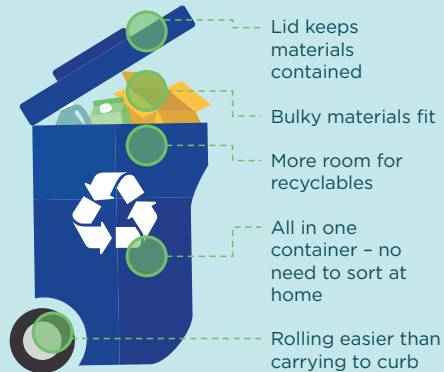 Lid keeps
materials
contained
Bulky materials fit
More room for
recyclables
All in one
container – no
need to sort at
home
Rolling easier than
carrying to curb